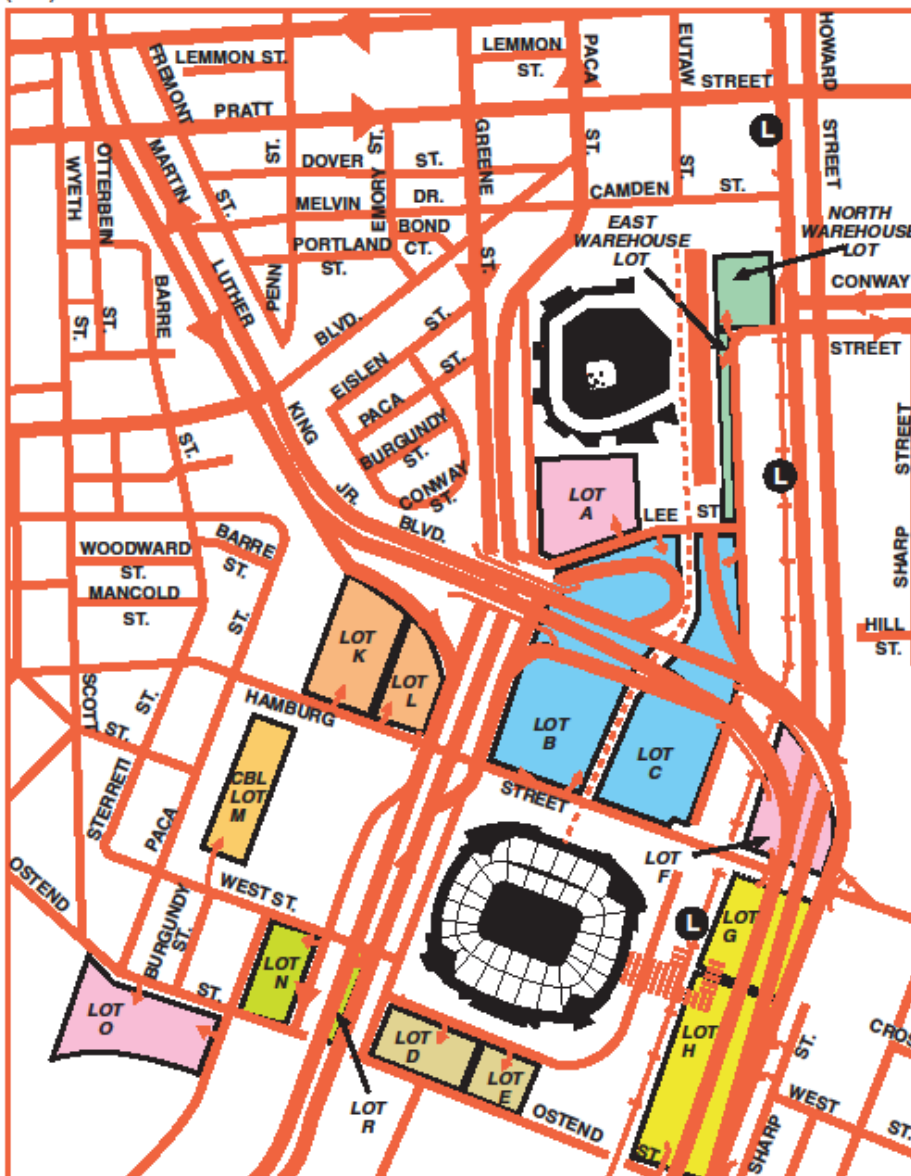 LEMMON ST.
FREMONT
ST.
LEMMON
ST.
PACA
ST.
EUTAW
ST.
STREET
HOWARD
STREET
PRATT
L
WYETH
ST.
OTTERBEIN
ST.
MARTIN
LUTHER
KING
JR.
BLVD.
PENN
ST.
DOVER
ST.
EMORY
ST.
GREENE
ST.
MELVIN
DR.
CAMDEN
ST.
BOND
CT.
PORTLAND
ST.
EAST
WAREHOUSE
LOT
NORTH
WAREHOUSE
LOT
CONWAY
STREET
BARRE
ST.
BLVD.
EISLEN
ST.
PACA
ST.
BURGUNDY
ST.
CONWAY
ST.
LOT
A
LEE
ST
L
SHARP
STREET
HILL
ST.
WOODWARD
ST.
MANCOLD
ST.
BARRE
ST.
ST.
LOT
K
LOT
L
HAMBURG
STREET
LOT
B
LOT
C
SCOTT
ST.
STERRETI
ST.
PACA
CBL
LOT
M
LOT
F
OSTEND
ST.
WEST ST.
BURGUNDY
ST.
LOT
N
LOT
O
LOT
R
LOT
D
LOT
E
OSTEND
ST.
L
LOT
G
LOT
H
SHARP
ST.
WEST
ST.
CROS